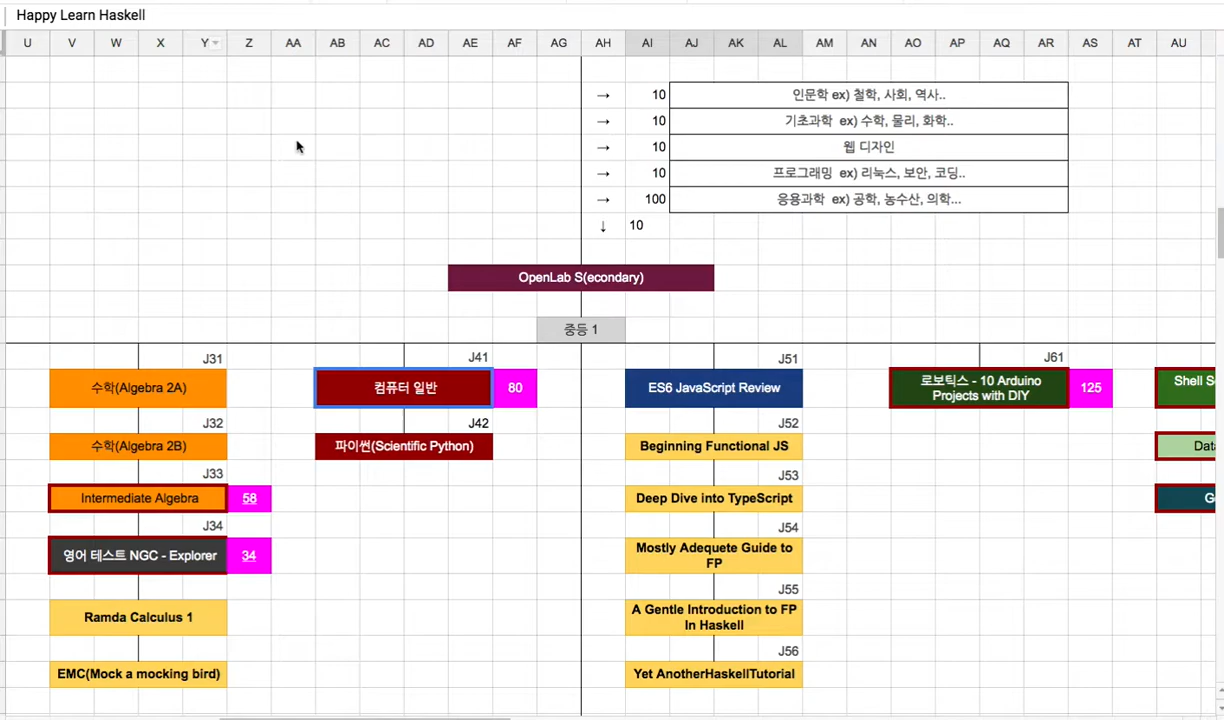 Happy Learn Haskell
U V W X Y Z AA AB AC AD AE AF AG AH AI AJ AK AL AM AN AO AP AQ AR AS AT AU
→ 10 인문학 ex) 철학, 사회, 역사..
→ 10 기초과학 ex) 수학, 물리, 화학..
→ 10 웹 디자인
→ 10 프로그래밍 ex) 리눅스, 보안, 코딩..
→ 100 응용과학 ex) 공학, 농수산, 의학...
↓ 10
OpenLab S(econdary)
중등 1
J31
수학(Algebra 2A)
J32
수학(Algebra 2B)
J33
Intermediate Algebra 58
J34
영어 테스트 NGC - Explorer 34
Ramda Calculus 1
EMC(Mock a mocking bird)
J41
컴퓨터 일반 80
J42
파이썬(Scientific Python)
J51
ES6 JavaScript Review
J52
Beginning Functional JS
J53
Deep Dive into TypeScript
J54
Mostly Adequete Guide to
FP
J55
A Gentle Introduction to FP
In Haskell
J56
Yet AnotherHaskellTutorial
J61
로보틱스 - 10 Arduino
Projects with DIY
125
Shell